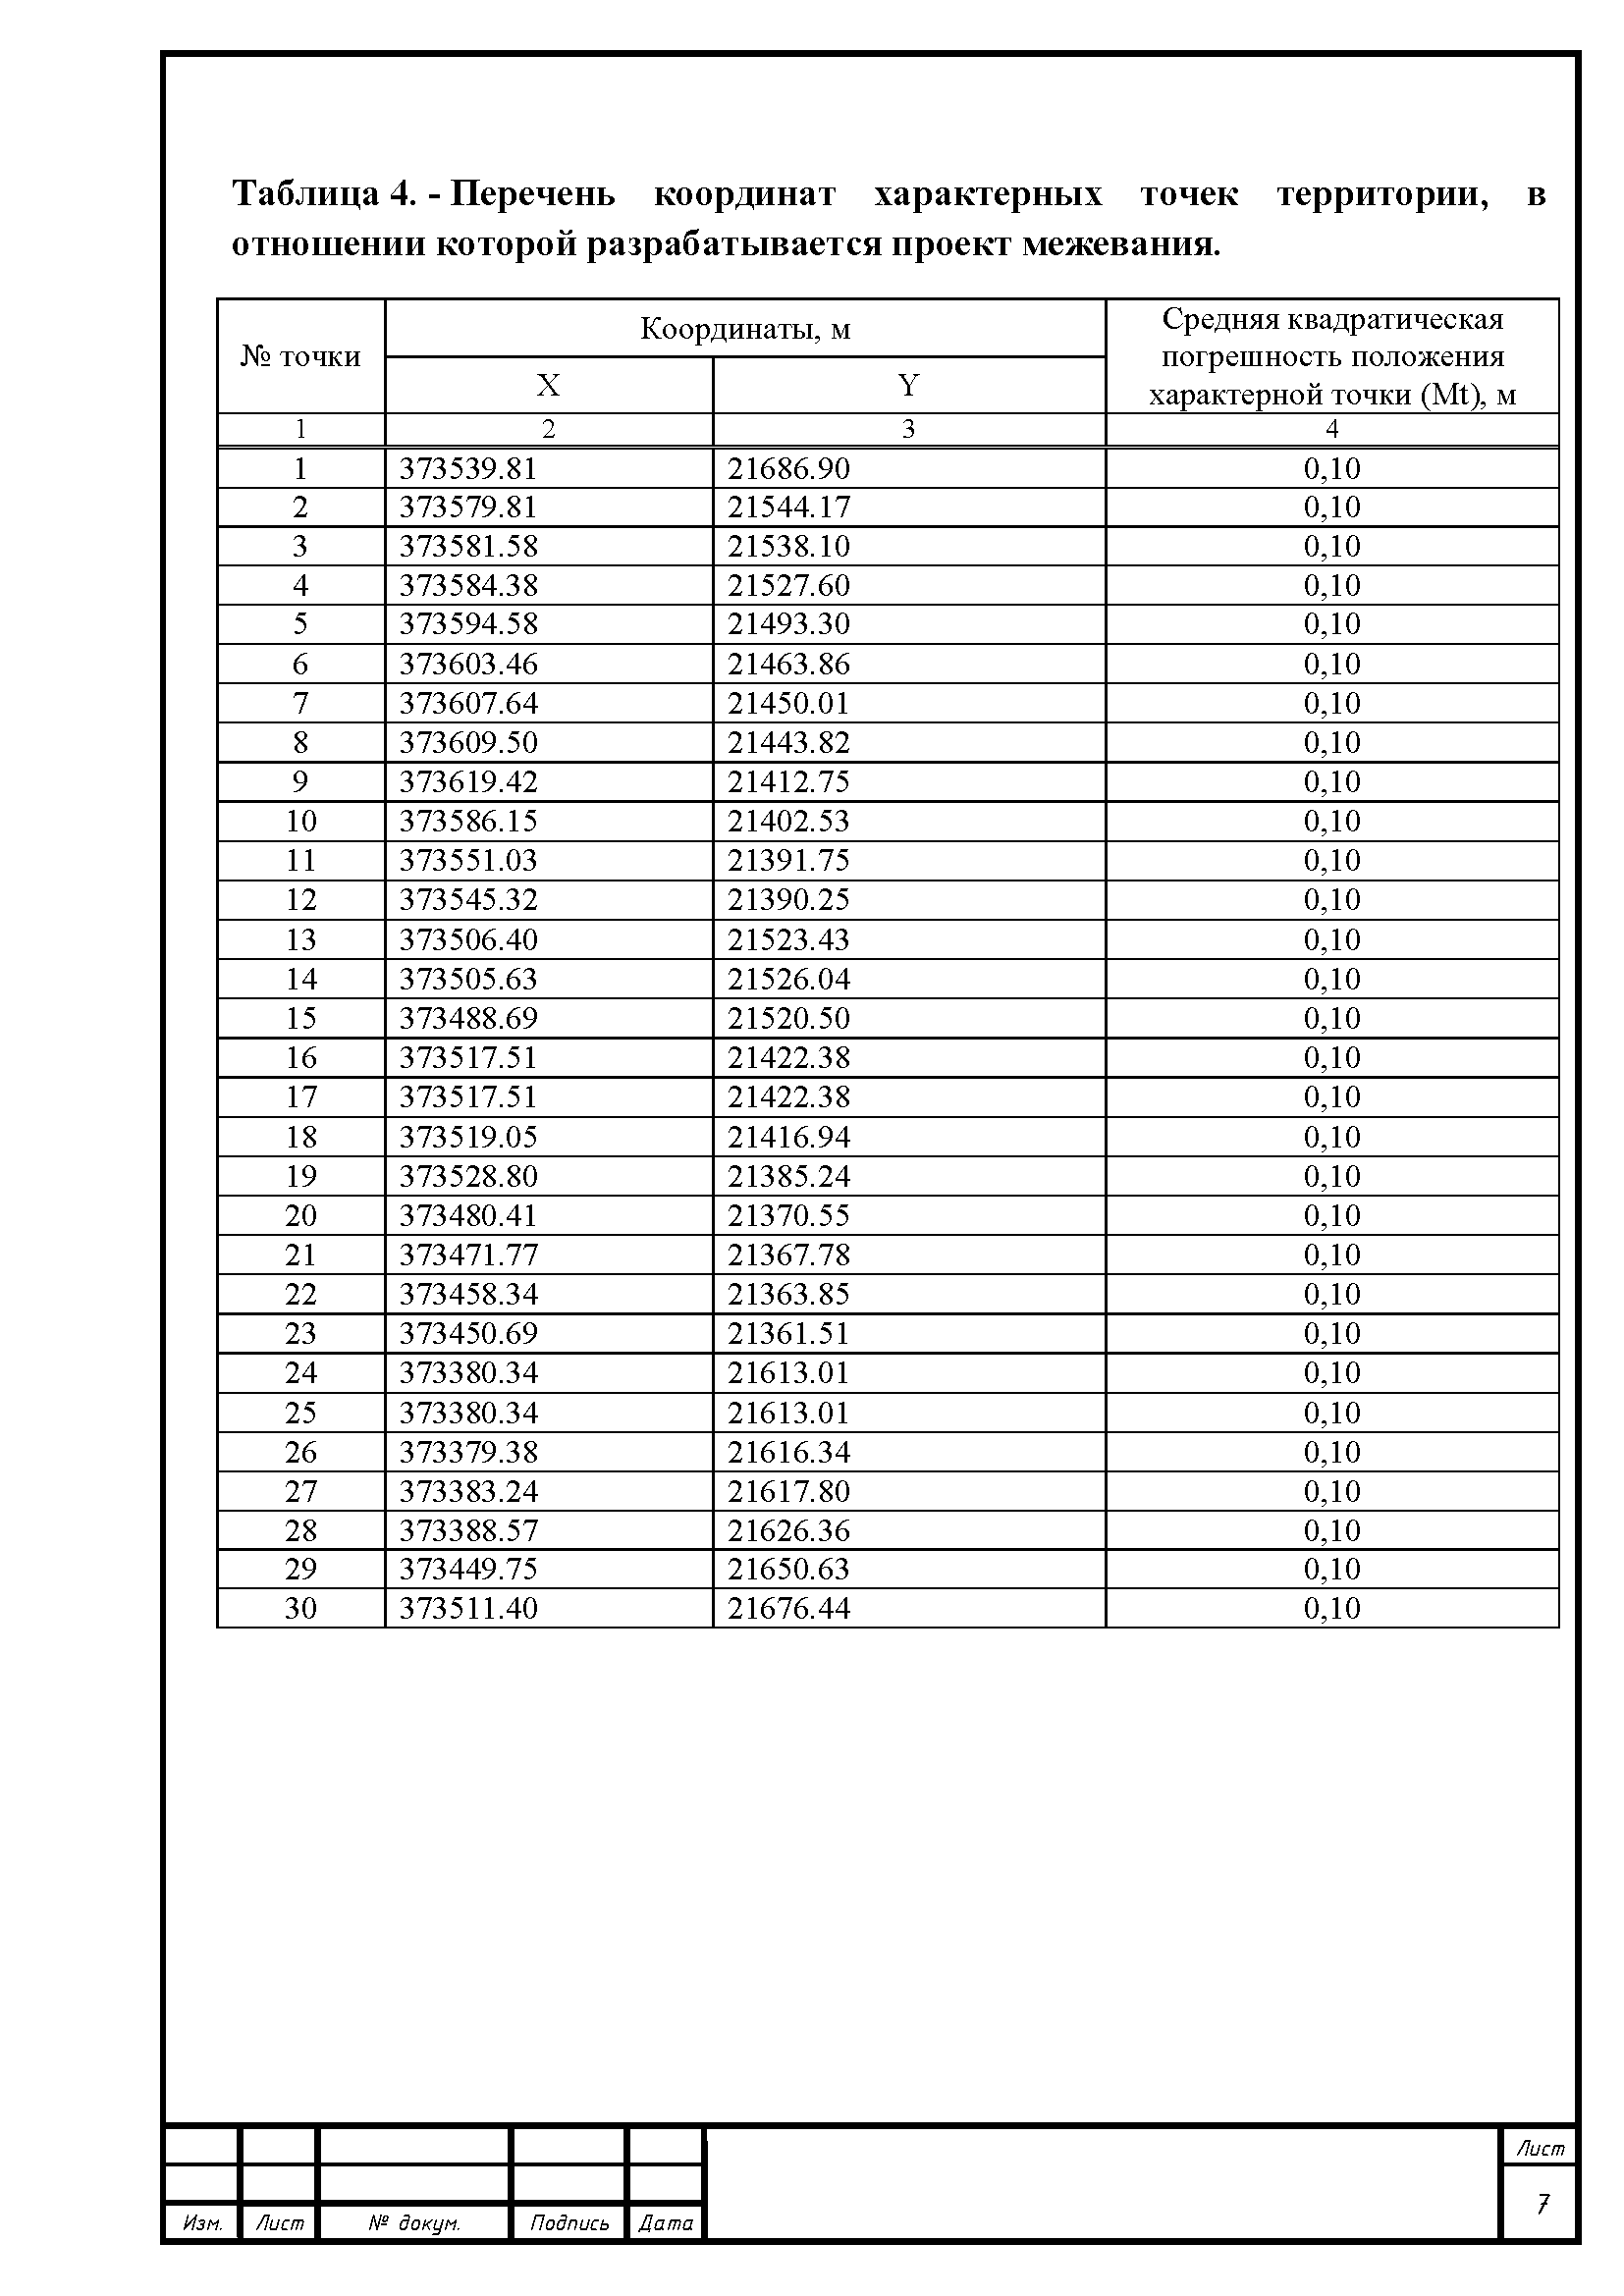 Таблица 4. - Перечень координат характерных точек территории, в
отношении которой разрабатывается проект межевания.
№ точки Координаты, м Средняя квадратическая
погрешность положения
характерной точки (Mt), м
X Y
1 2 3 4
1 373539.81 21686.90 0,10
2 373579.81 21544.17 0,10
3 373581.58 21538.10 0,10
4 373584.38 21527.60 0,10
5 373594.58 21493.30 0,10
6 373603.46 21463.86 0,10
7 373607.64 21450.01 0,10
8 373609.50 21443.82 0,10
9 373619.42 21412.75 0,10
10 373586.15 21402.53 0,10
11 373551.03 21391.75 0,10
12 373545.32 21390.25 0,10
13 373506.40 21523.43 0,10
14 373505.63 21526.04 0,10
15 373488.69 21520.50 0,10
16 373517.51 21422.38 0,10
17 373517.51 21422.38 0,10
18 373519.05 21416.94 0,10
19 373528.80 21385.24 0,10
20 373480.41 21370.55 0,10
21 373471.77 21367.78 0,10
22 373458.34 21363.85 0,10
23 373450.69 21361.51 0,10
24 373380.34 21613.01 0,10
25 373380.34 21613.01 0,10
26 373379.38 21616.34 0,10
27 373383.24 21617.80 0,10
28 373388.57 21626.36 0,10
29 373449.75 21650.63 0,10
30 373511.40 21676.44 0,10
Лист
7
Изм. Лист № докум. Подпись Дата